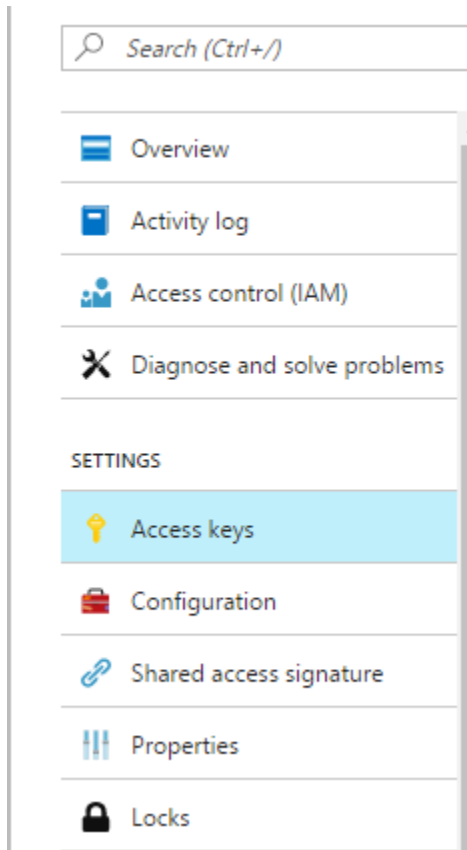 Search (Ctrl+/)
Overview
Activity log
Access control (IAM)
Diagnose and solve problems
SETTINGS
Access keys
Configuration
Shared access signature
Properties
Locks